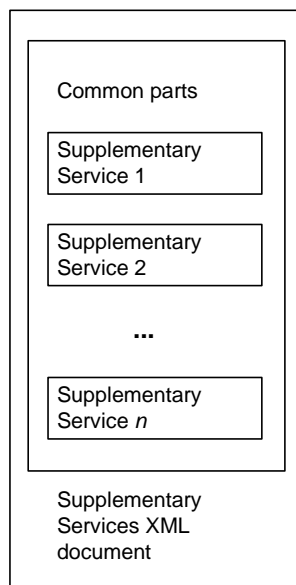 Common parts
Supplementary
Service 1
Supplementary
Service 2
...
Supplementary
Service n
Supplementary
Services XML
document